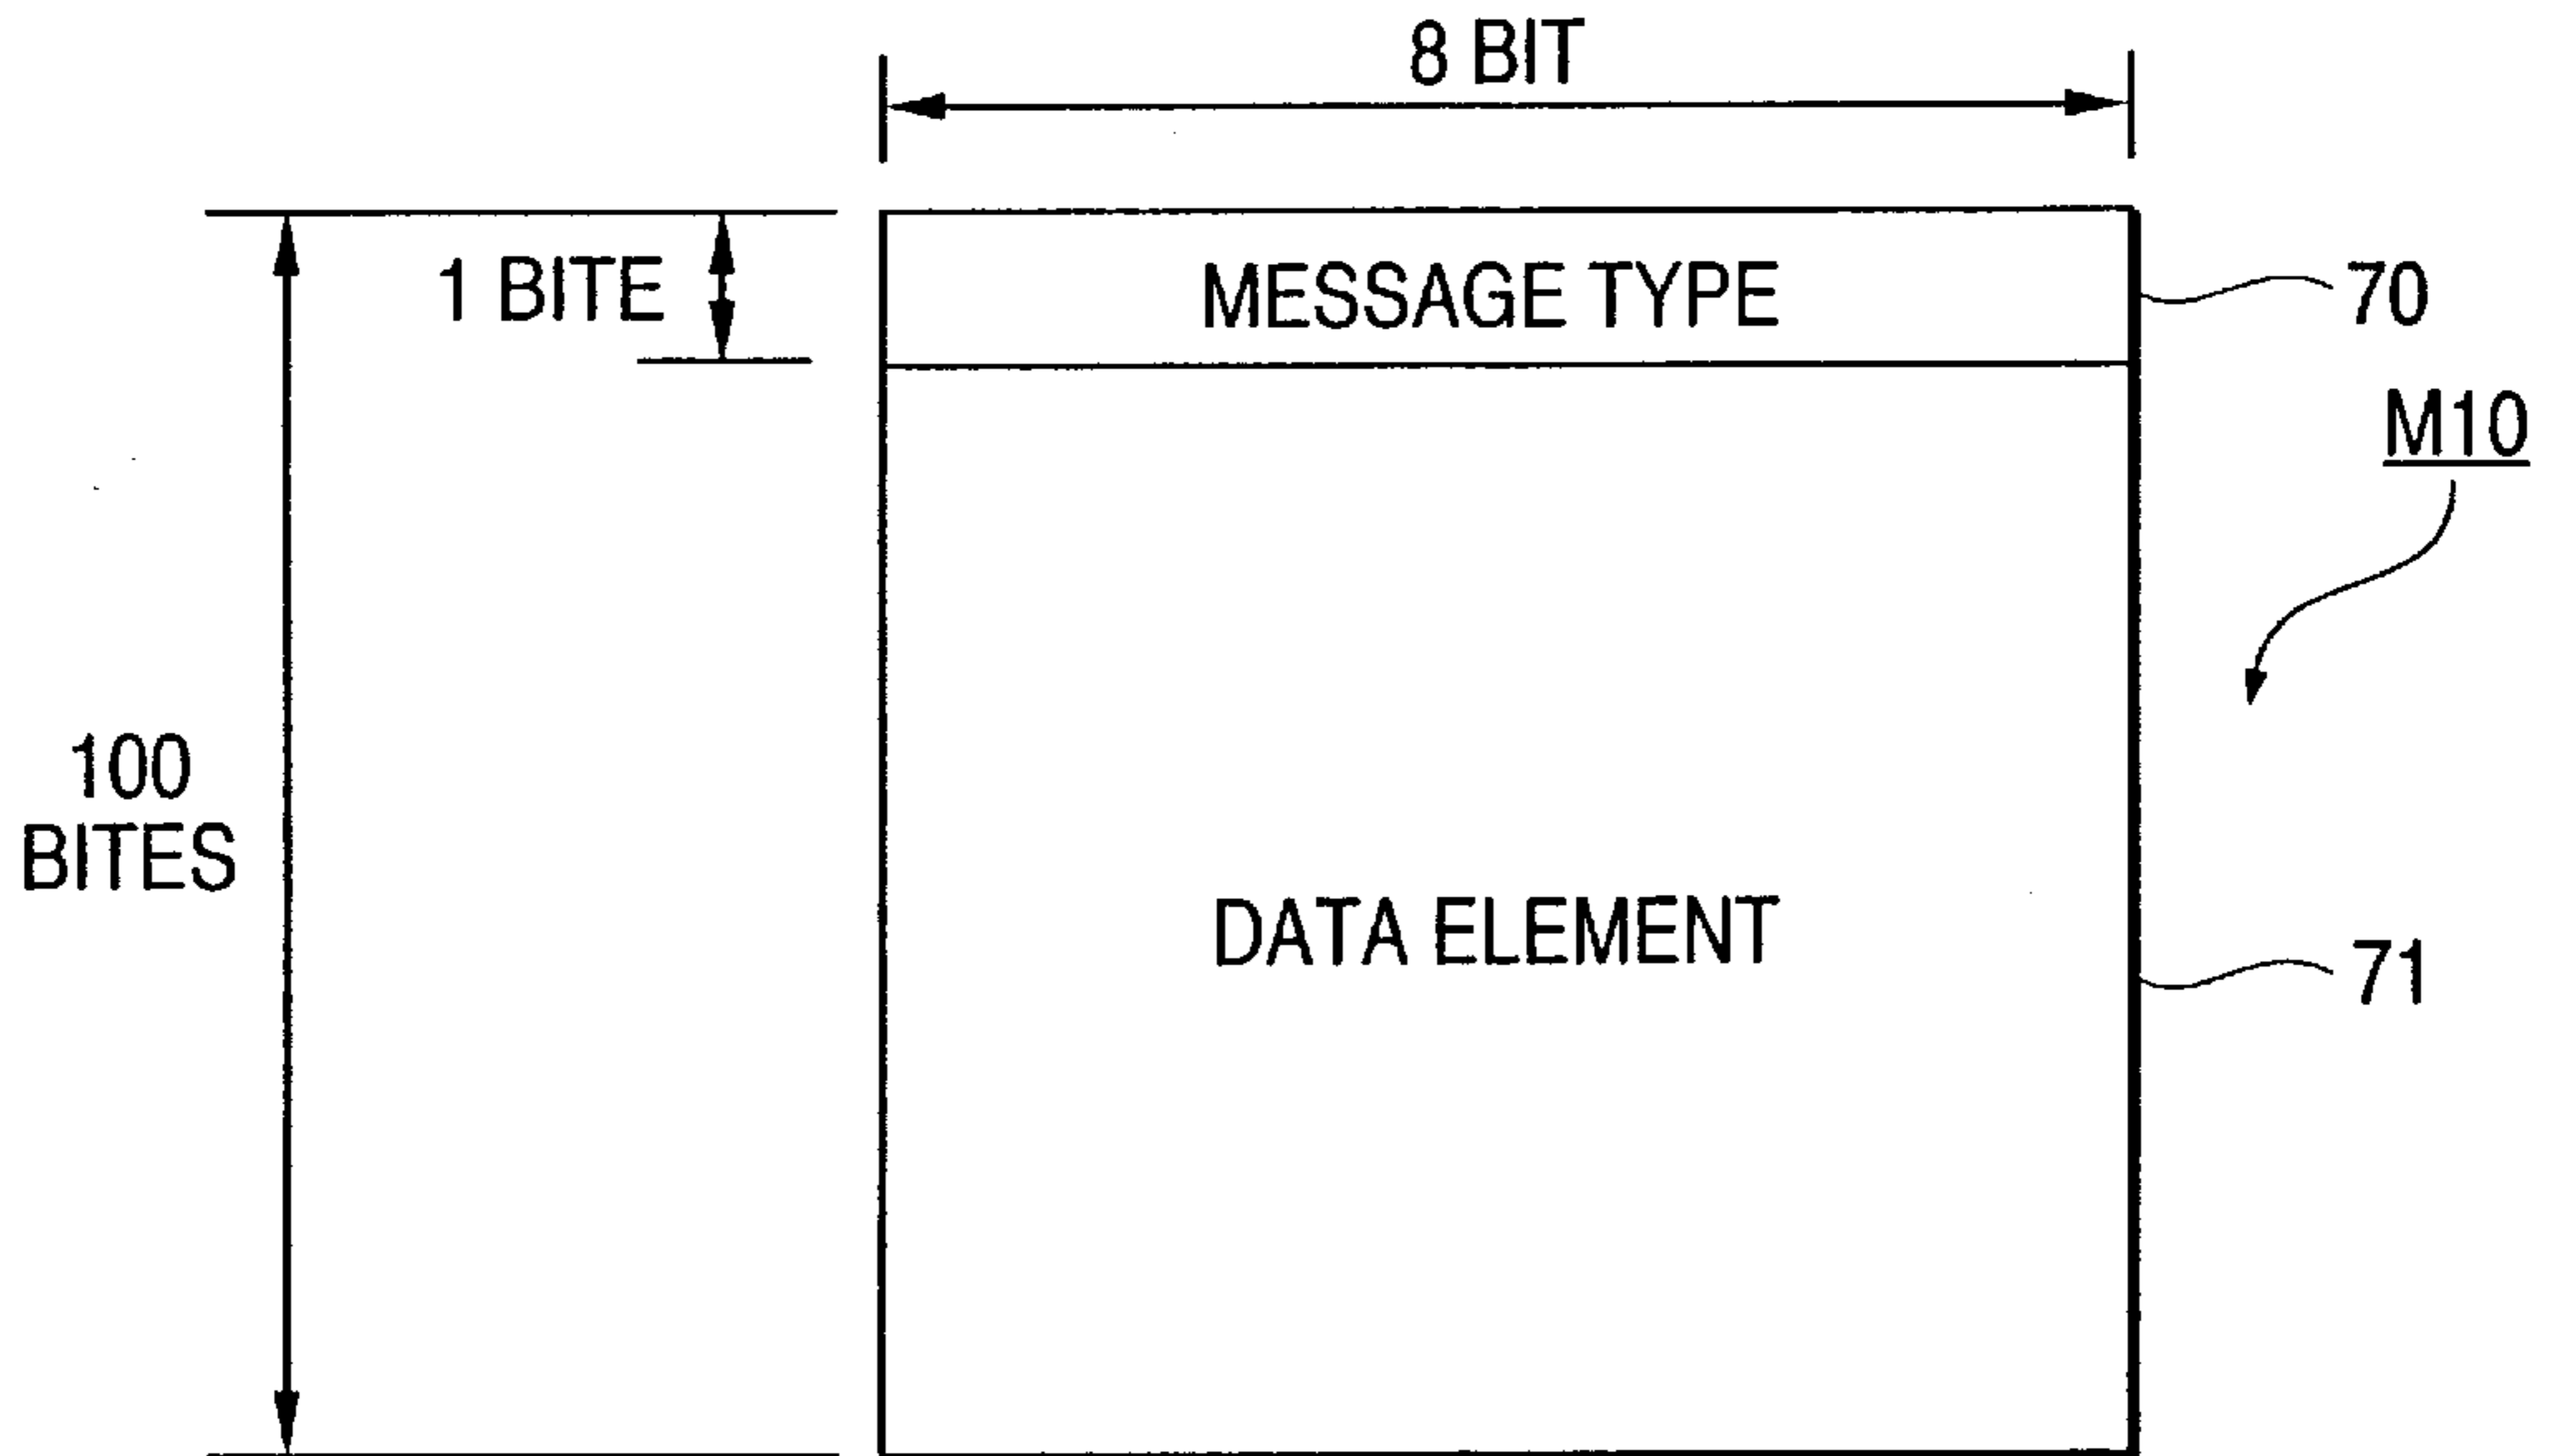 8 BIT
1 BITE
MESSAGE TYPE
70
M10
100
BITES
DATA ELEMENT
71